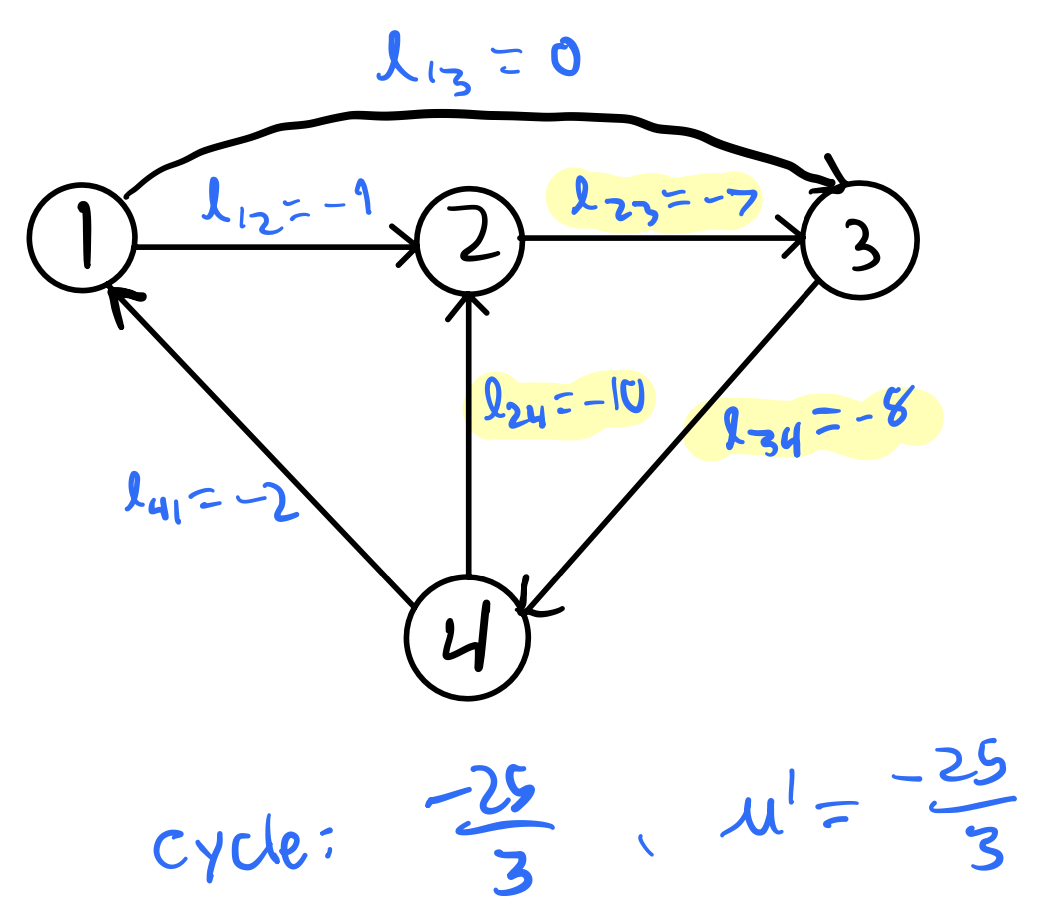 l₁₃ = 0
l₁₂ = -9
l₂₃ = -7
1
2
3
l₂₄ = -10
l₃₄ = -8
l₄₁ = -2
4
cycle: -25/3, μ' = -25/3